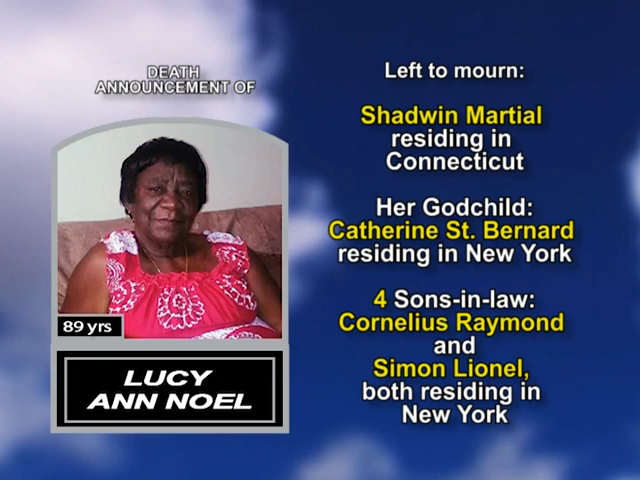 DEATH
ANNOUNCEMENT OF
89 yrs
LUCY
ANN NOEL
Left to mourn:
Shadwin Martial
residing in
Connecticut
Her Godchild:
Catherine St. Bernard
residing in New York
4 Sons-in-law:
Cornelius Raymond
and
Simon Lionel,
both residing in
New York